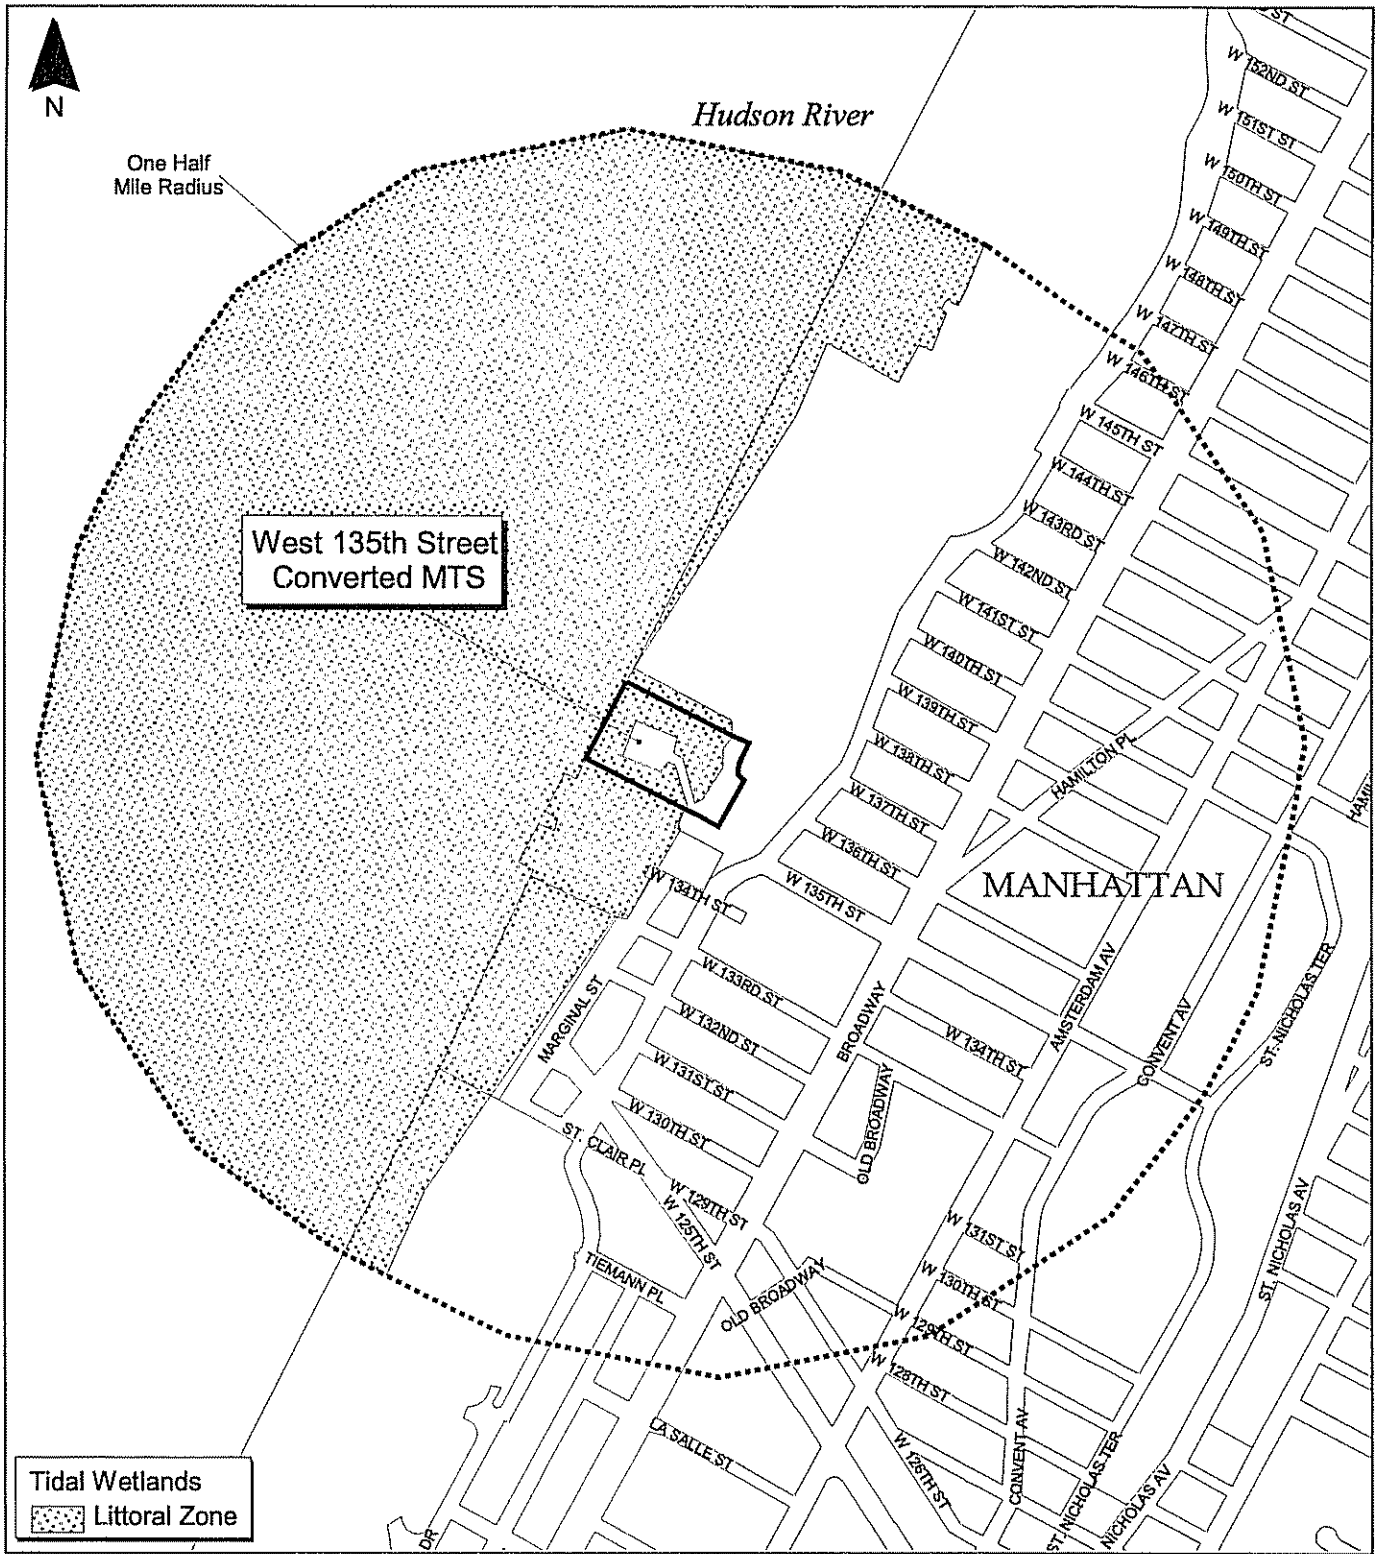 N
Hudson River
One Half
Mile Radius
West 135th Street
Converted MTS
MANHATTAN
W 152ND ST
W 151ST ST
W 150TH ST
W 149TH ST
W 148TH ST
W 147TH ST
W 146TH ST
W 145TH ST
W 144TH ST
W 143RD ST
W 142ND ST
W 141ST ST
W 140TH ST
W 139TH ST
W 138TH ST
W 137TH ST
W 136TH ST
W 135TH ST
HAMILTON PL
W 134TH ST
W 133RD ST
W 132ND ST
W 131ST ST
W 130TH ST
W 129TH ST
W 125TH ST
MARGINAL ST
ST. CLAIR PL
TIEMANN PL
BROADWAY
OLD BROADWAY
OLD BROADWAY
W 134TH ST
AMSTERDAM AV
CONVENT AV
ST. NICHOLAS TER
ST. NICHOLAS AV
W 131ST ST
W 130TH ST
W 129TH ST
W 128TH ST
W 126TH ST
LA SALLE ST
CONVENT AV
ST. NICHOLAS TER
NICHOLAS AV
DR
Tidal Wetlands
Littoral Zone